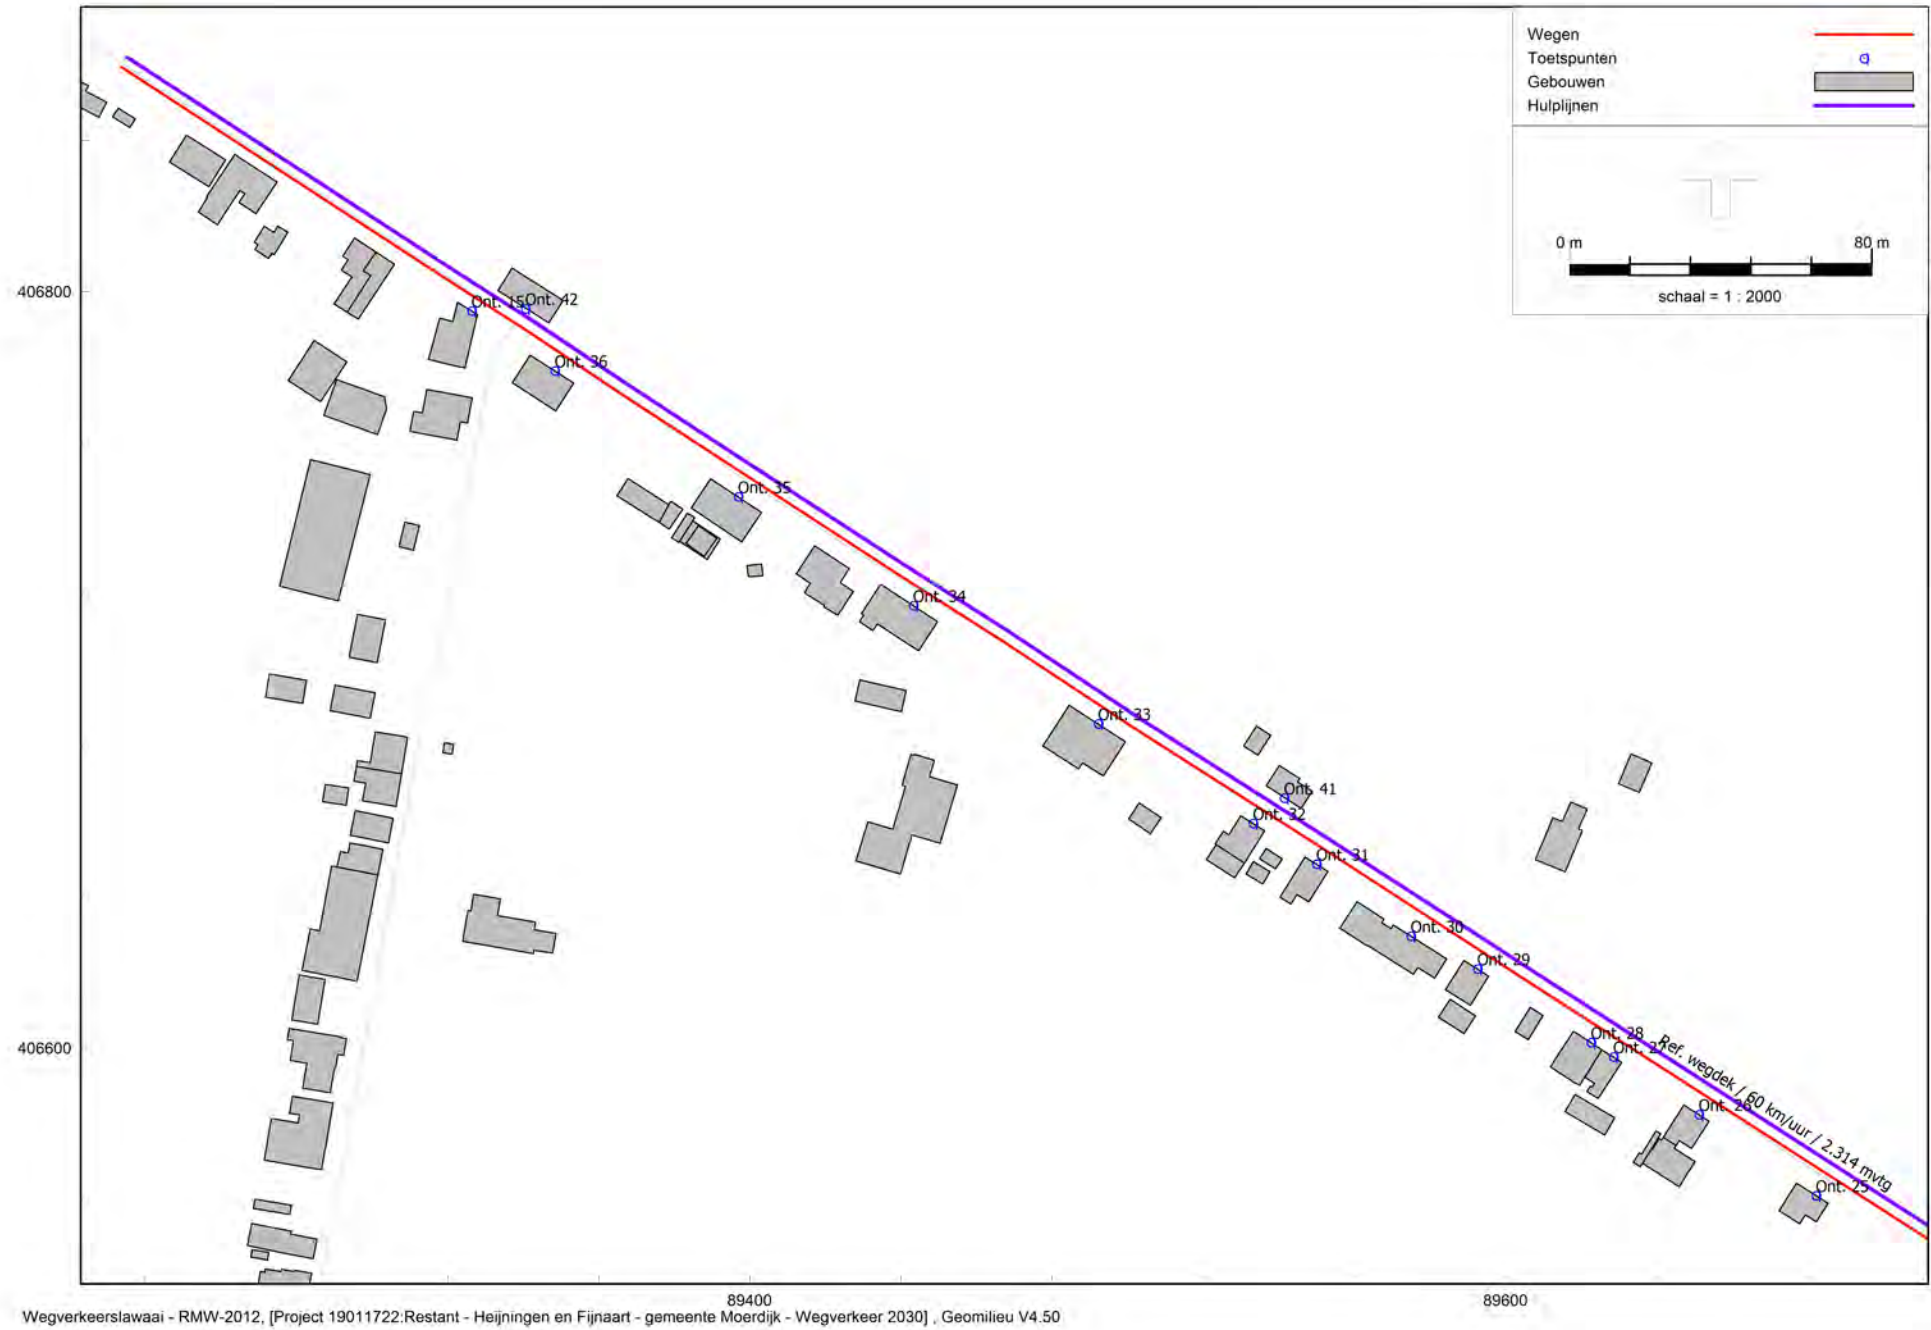 Wegen
Toetspunten
Gebouwen
Hulplijnen
0 m
80 m
schaal = 1 : 2000
406800
Ont. 15
Ont. 42
Ont. 36
Ont. 35
Ont. 34
Ont. 33
Ont. 41
Ont. 32
Ont. 31
Ont. 30
Ont. 29
406600
Ont. 28
Ont. 27
Ref. wegdek / 60 km/uur / 2.314 mvtg
Ont. 26
Ont. 25
89400
89600
Wegverkeerslawaai - RMW-2012, [Project 19011722:Restant - Heijningen en Fijnaart - gemeente Moerdijk - Wegverkeer 2030] , Geomilieu V4.50